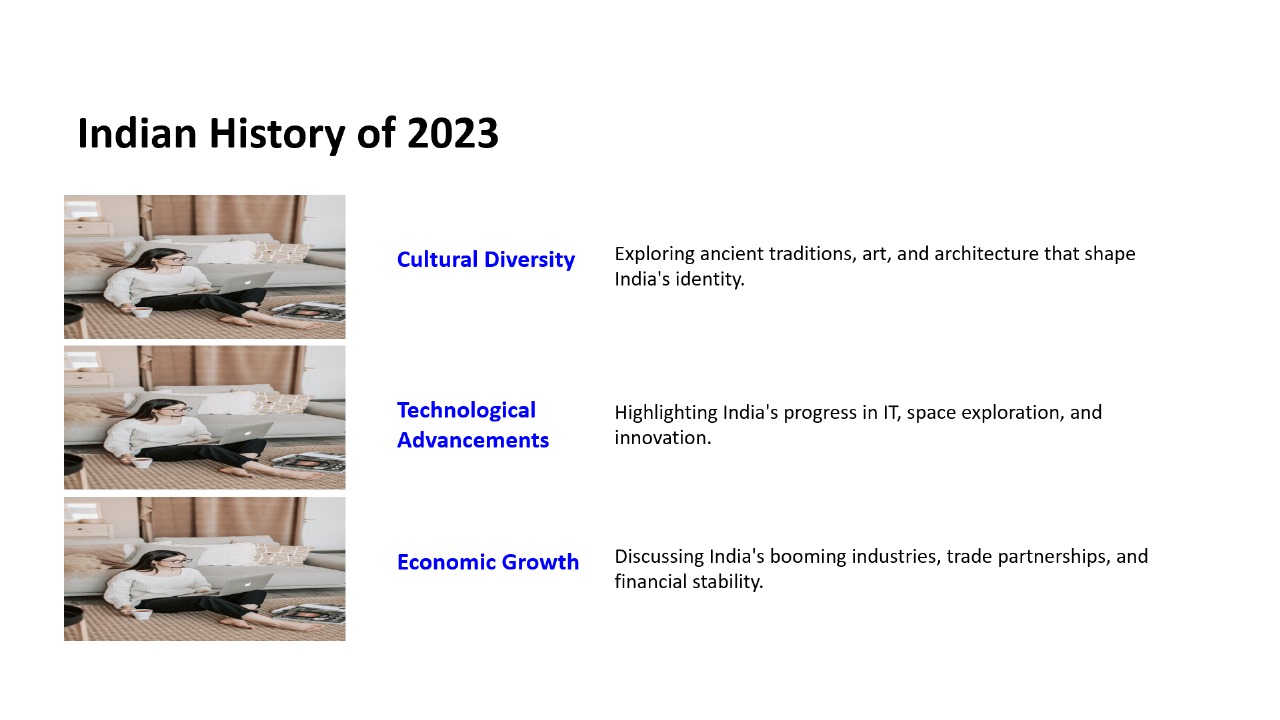 Indian History of 2023
Cultural Diversity
Exploring ancient traditions, art, and architecture that shape
India's identity.
Technological
Advancements
Highlighting India's progress in IT, space exploration, and
innovation.
Economic Growth
Discussing India's booming industries, trade partnerships, and
financial stability.